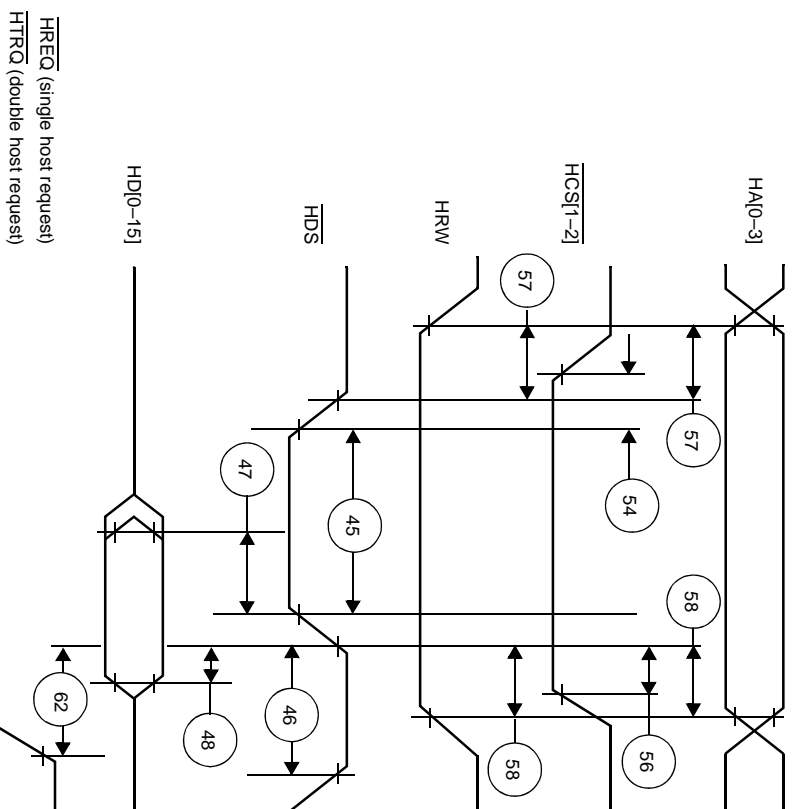 HA[0–3]
HCS[1–2]
HRW
HDS
HD[0–15]
HREQ (single host request)
HTRQ (double host request)
57
57
54
58
47
45
56
58
46
48
62